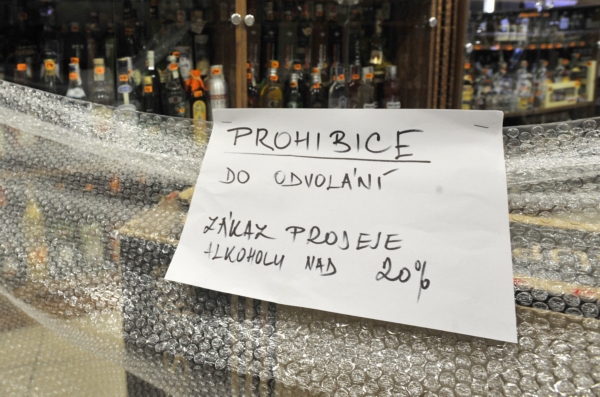 PROHIBICE
DO ODVOLÁNÍ
ZÁKAZ PRODEJE
ALKOHOLU NAD 20%